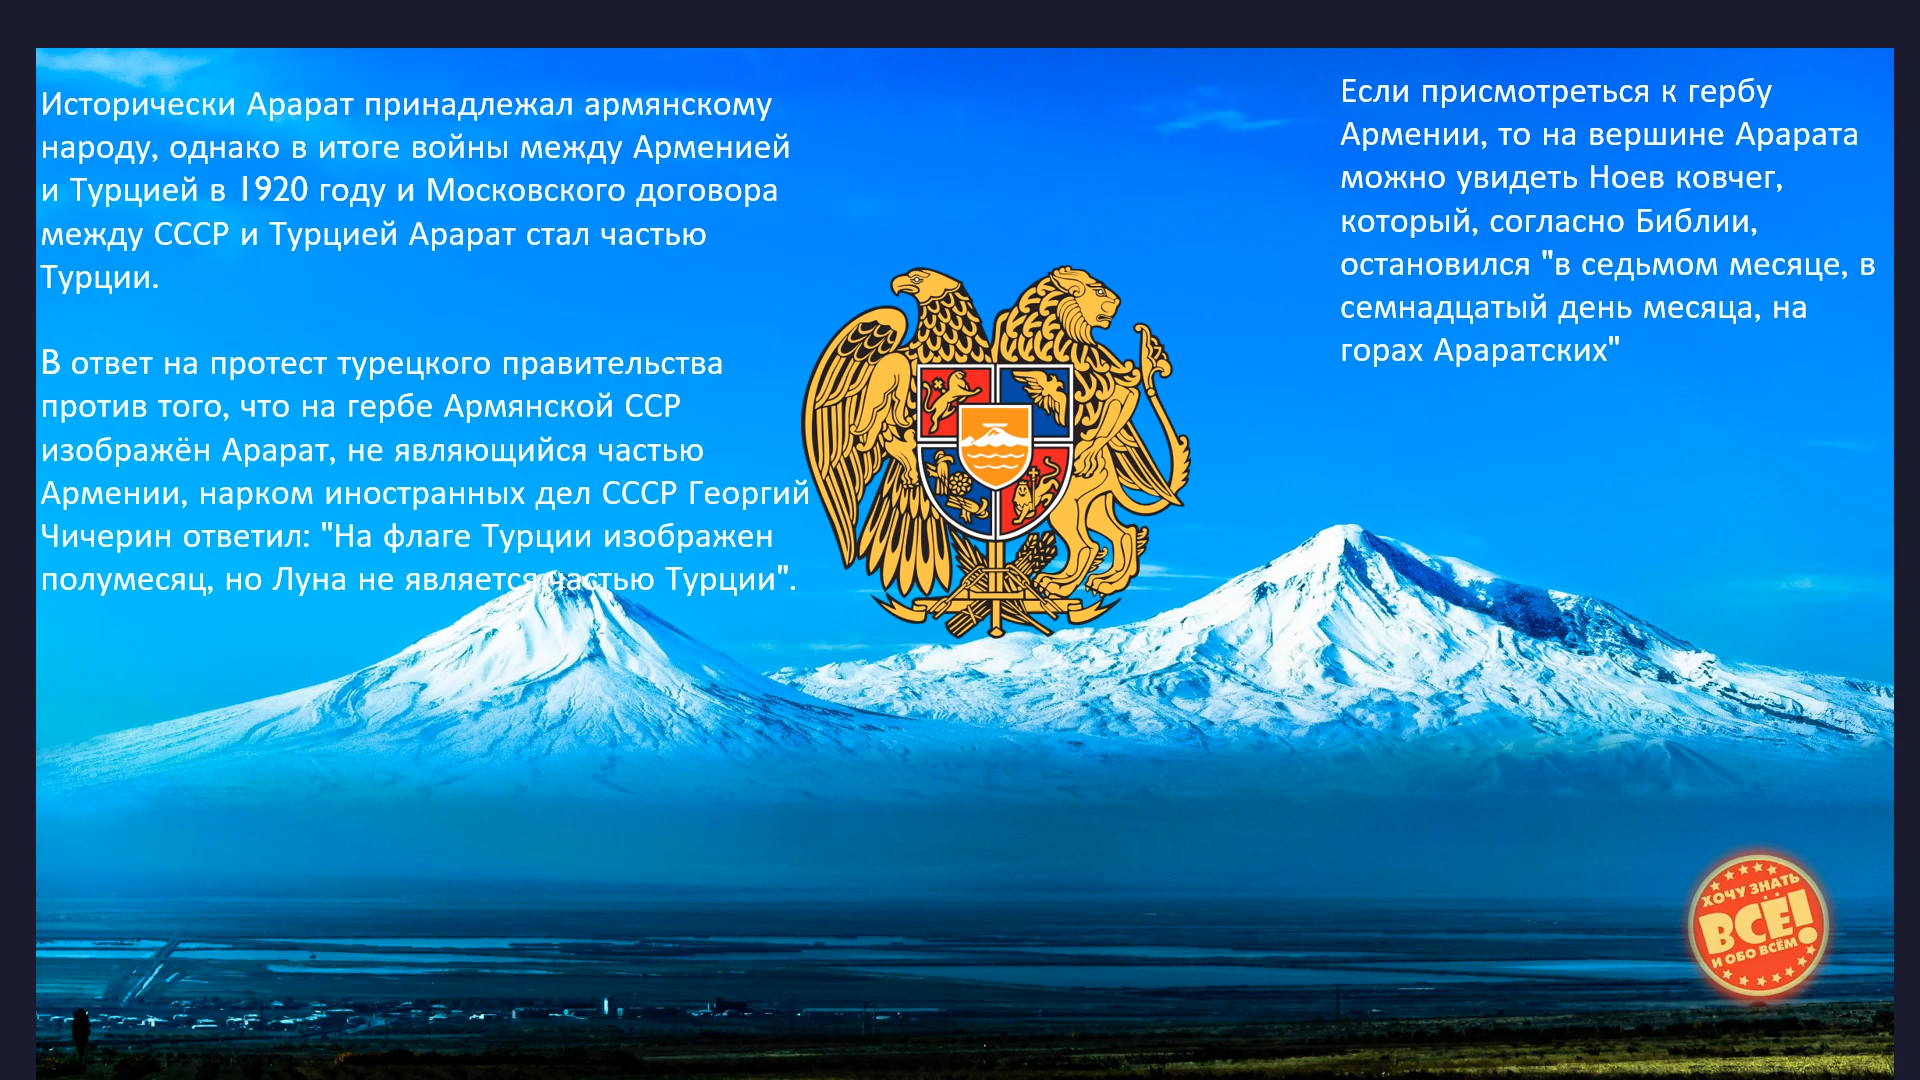 Исторически Арарат принадлежал армянскому
народу, однако в итоге войны между Арменией
и Турцией в 1920 году и Московского договора
между СССР и Турцией Арарат стал частью
Турции.
В ответ на протест турецкого правительства
против того, что на гербе Армянской ССР
изображён Арарат, не являющийся частью
Армении, нарком иностранных дел СССР Георгий
Чичерин ответил: "На флаге Турции изображен
полумесяц, но Луна не является частью Турции".
Если присмотреться к гербу
Армении, то на вершине Арарата
можно увидеть Ноев ковчег,
который, согласно Библии,
остановился "в седьмом месяце, в
семнадцатый день месяца, на
горах Араратских"
ХОЧУ ЗНАТЬ
ВСЁ!
И ОБО ВСЁМ